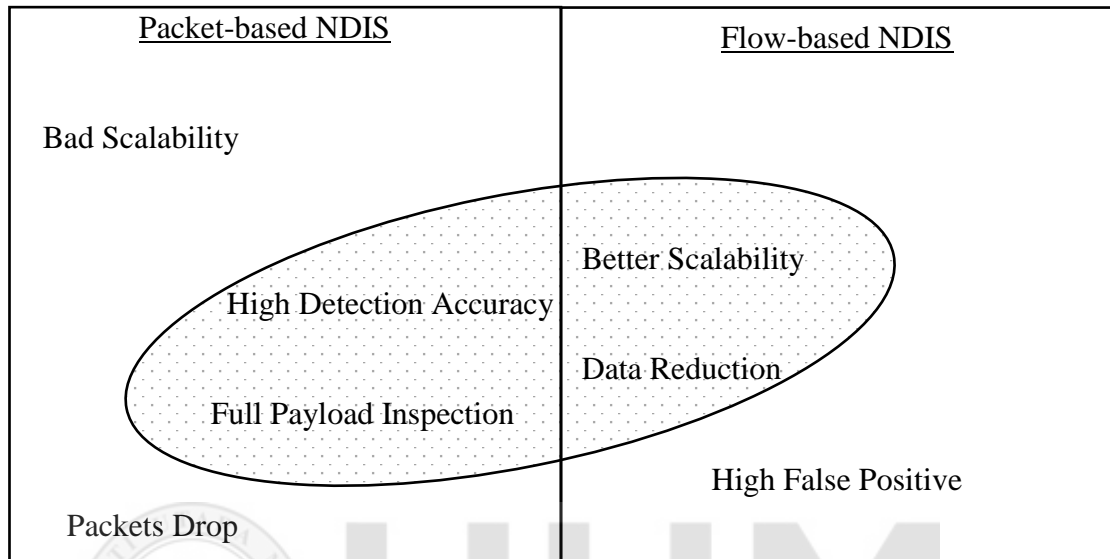 Packet-based NDIS
Bad Scalability
High Detection Accuracy
Full Payload Inspection
Packets Drop
Flow-based NDIS
Better Scalability
Data Reduction
High False Positive